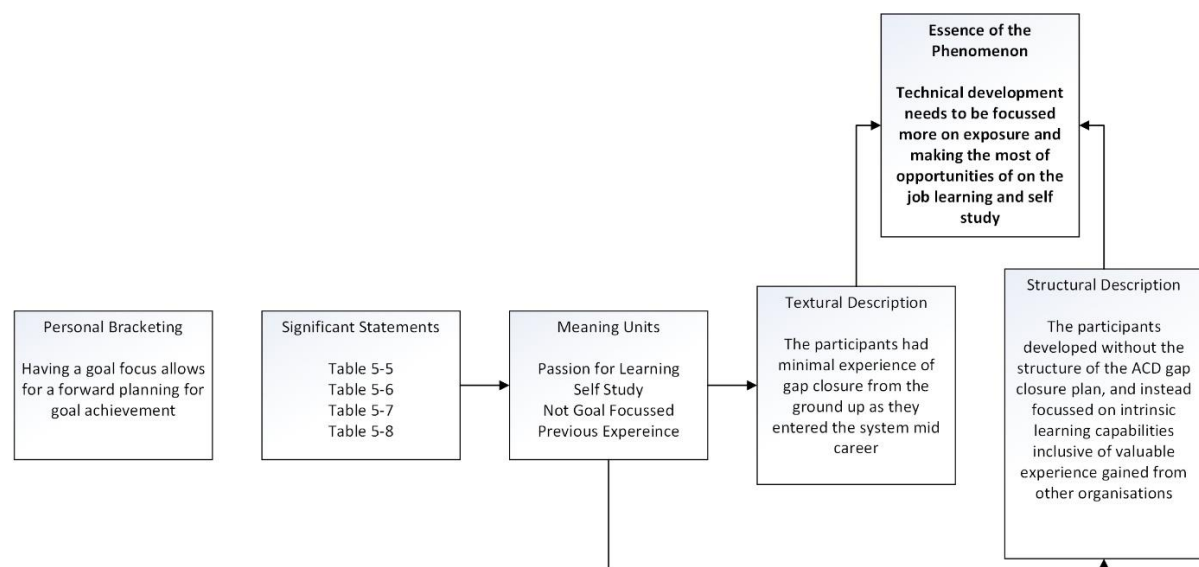 Essence of the
Phenomenon
Technical development
needs to be focussed
more on exposure and
making the most of
opportunities of on the
job learning and self
study
Personal Bracketing
Having a goal focus allows
for a forward planning for
goal achievement
Significant Statements
Table 5-5
Table 5-6
Table 5-7
Table 5-8
Meaning Units
Passion for Learning
Self Study
Not Goal Focussed
Previous Expereince
Textural Description
The participants had
minimal experience of
gap closure from the
ground up as they
entered the system mid
career
Structural Description
The participants
developed without the
structure of the ACD gap
closure plan, and instead
focussed on intrinsic
learning capabilities
inclusive of valuable
experience gained from
other organisations